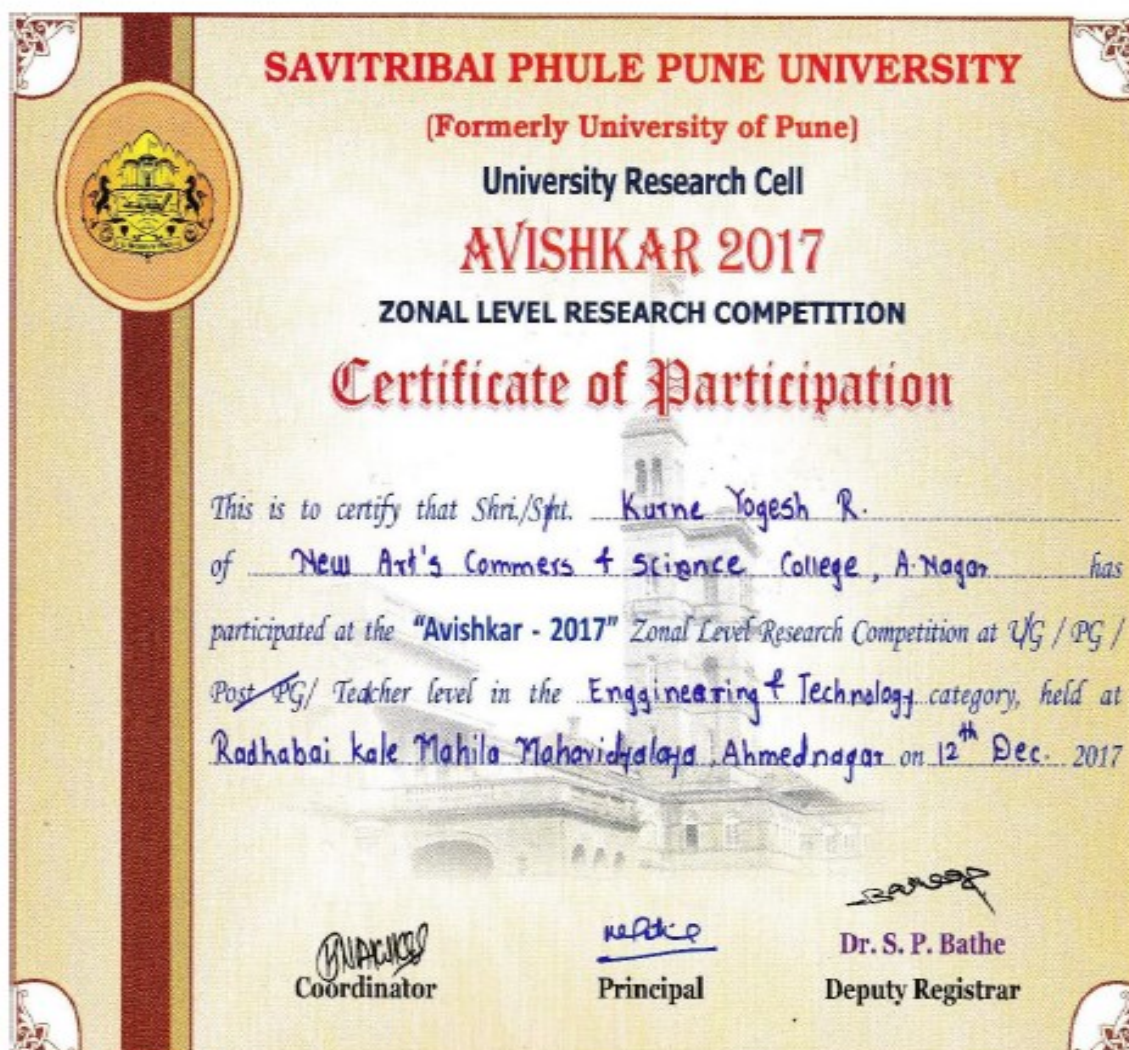 SAVITRIBAI PHULE PUNE UNIVERSITY
(Formerly University of Pune)
University Research Cell
AVISHKAR 2017
ZONAL LEVEL RESEARCH COMPETITION
Certificate of Participation
This is to certify that Shri./Smt. Kurne Yogesh R.
of New Art's Commers & Science College, A.Nagar has
participated at the "Avishkar - 2017" Zonal Level Research Competition at UG / PG /
Post PG/ Teacher level in the Enggineering & Technology category, held at
Radhabai Kale Mahila Mahavidyalaya, Ahmednagar on 12th Dec. 2017
Dr. S. P. Bathe
Coordinator Principal Deputy Registrar